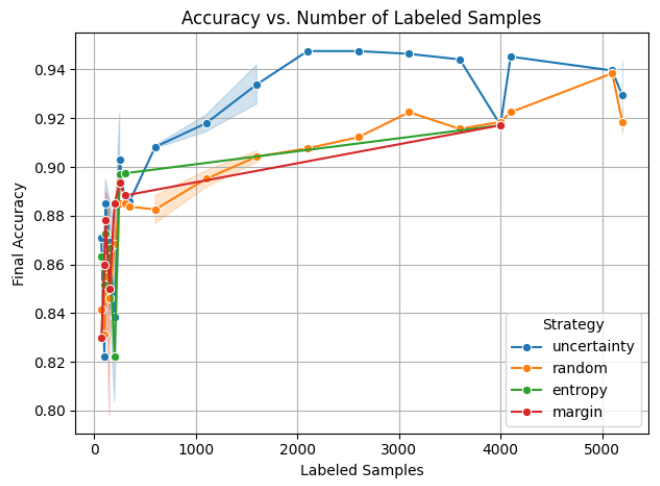 Accuracy vs. Number of Labeled Samples
0.94
0.92
0.90
0.88
0.86
0.84
0.82
0.80
Final Accuracy
Strategy
uncertainty
random
entropy
margin
0 1000 2000 3000 4000 5000
Labeled Samples